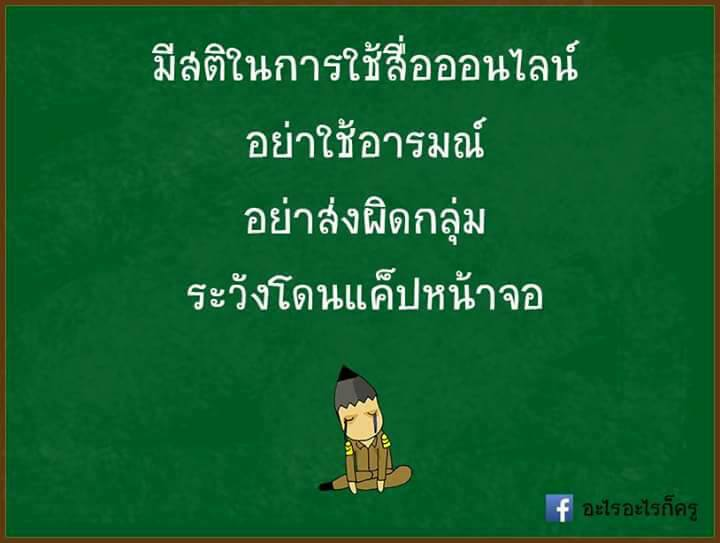 มีสติในการใช้สื่อออนไลน์
อย่าใช้อารมณ์
อย่าส่งผิดกลุ่ม
ระวังโดนแค็ปหน้าจอ
f อะไรอะไรก็ครู